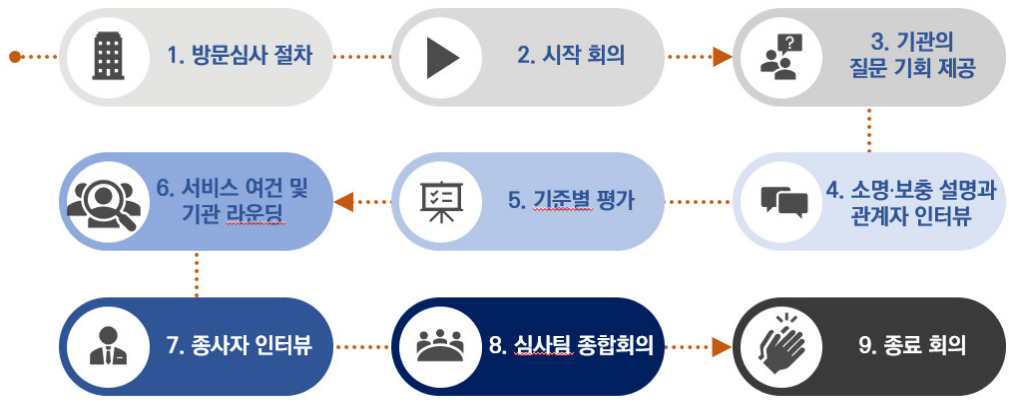 1. 방문심사 절차
2. 시작 회의
3. 기관의
질문 기회 제공
4. 소명·보충 설명과
관계자 인터뷰
5. 기준별 평가
6. 서비스 여건 및
기관 라운딩
7. 종사자 인터뷰
8. 심사팀 종합회의
9. 종료 회의